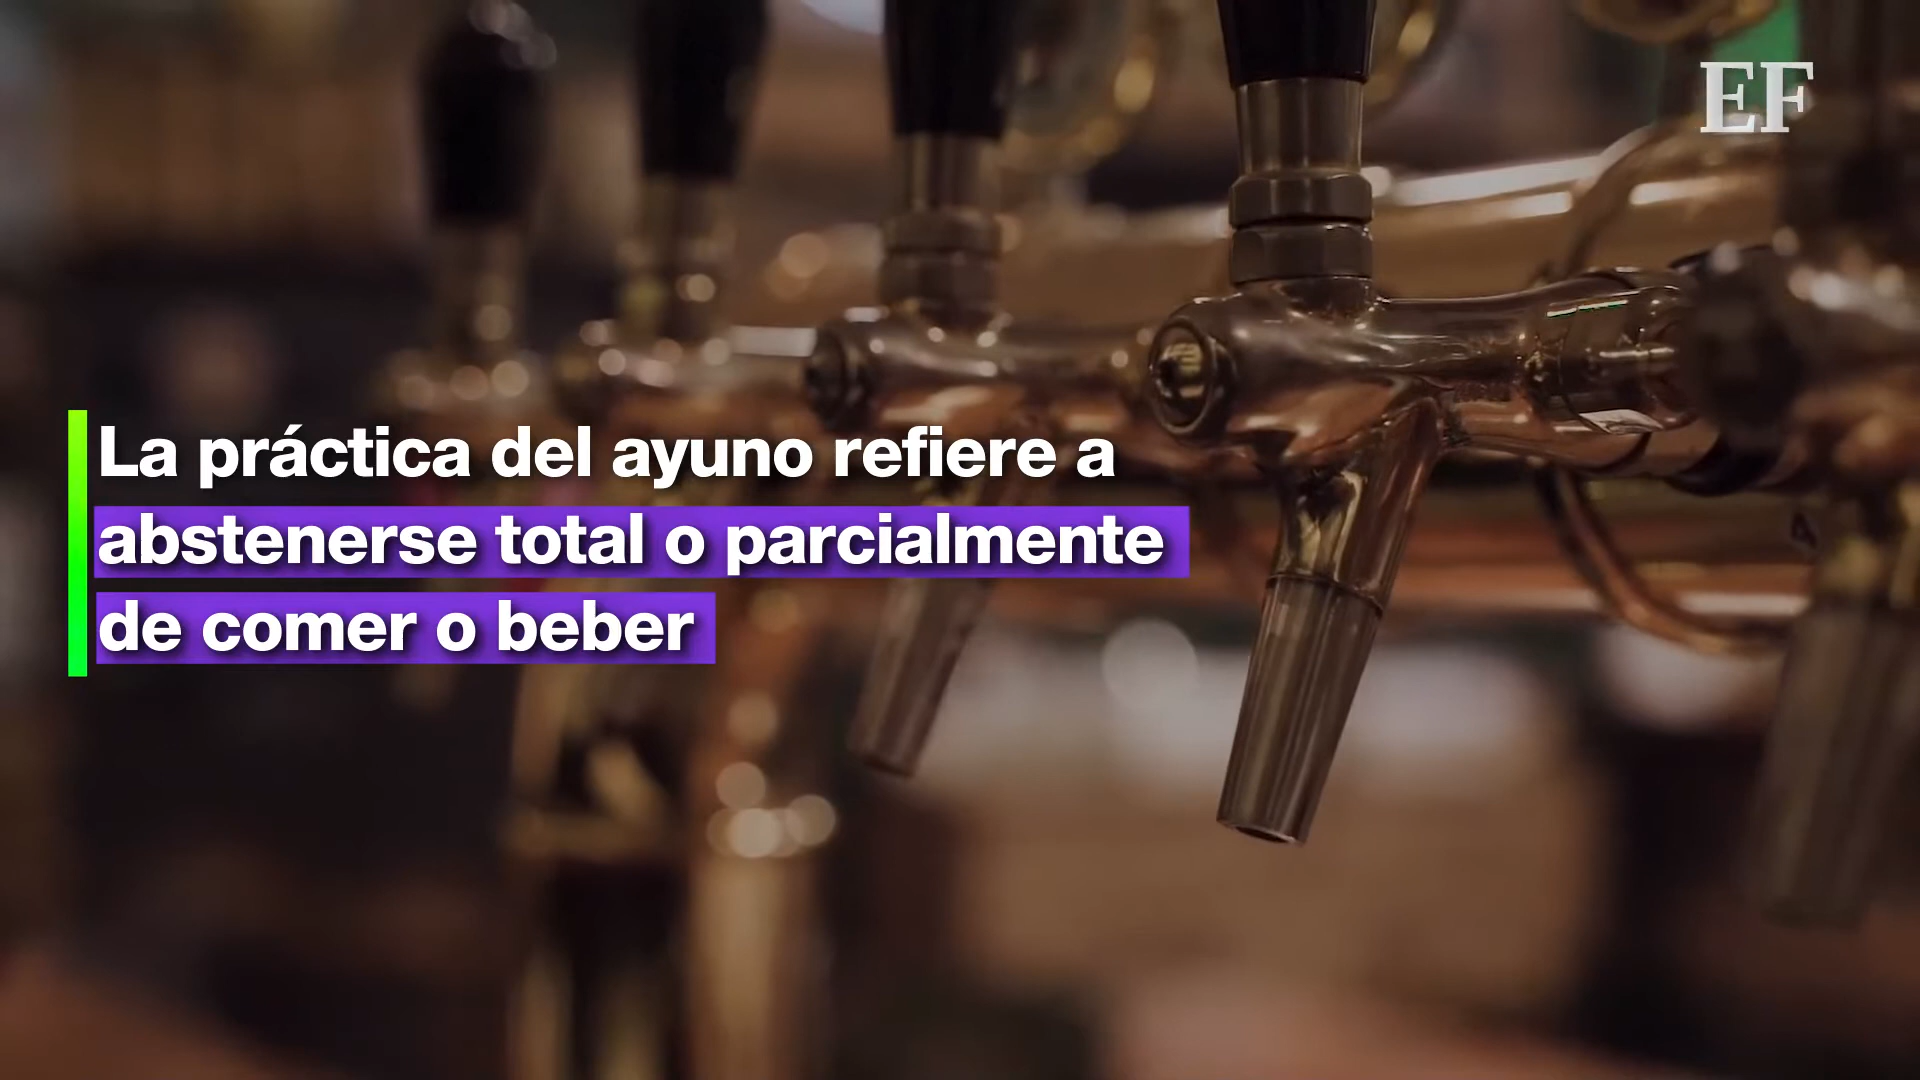 EF
La práctica del ayuno refiere a
abstenerse total o parcialmente
de comer o beber